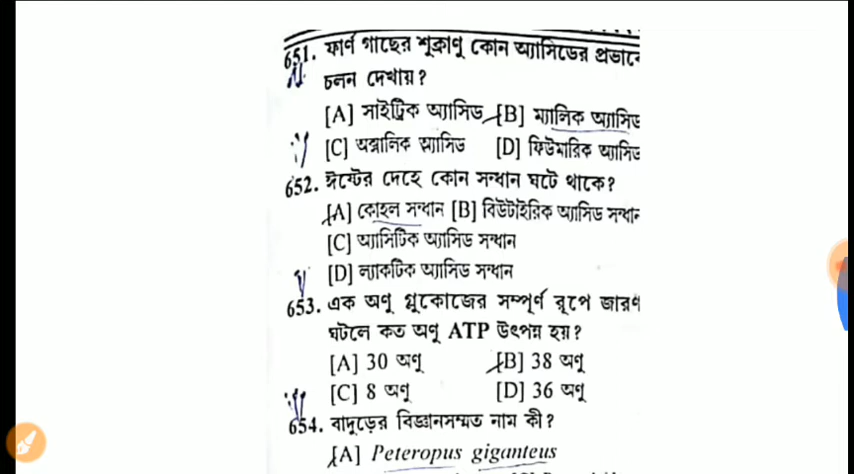 651. ফার্ণ গাছের শুক্রাণু কোন অ্যাসিডের প্রভাবে
চলন দেখায়?
[A] সাইট্রিক অ্যাসিড [B] ম্যালিক অ্যাসিড
[C] অক্সালিক অ্যাসিড [D] ফিউমারিক অ্যাসিড
652. ঈস্টের দেহে কোন সন্ধান ঘটে থাকে?
[A] কোহল সন্ধান [B] বিউটাইরিক অ্যাসিড সন্ধান
[C] অ্যাসিটিক অ্যাসিড সন্ধান
[D] ল্যাকটিক অ্যাসিড সন্ধান
653. এক অণু গ্লুকোজের সম্পূর্ণ রূপে জারণ
ঘটলে কত অণু ATP উৎপন্ন হয়?
[A] 30 অণু [B] 38 অণু
[C] 8 অণু [D] 36 অণু
654. বাদুড়ের বিজ্ঞানসম্মত নাম কী?
[A] Peteropus giganteus